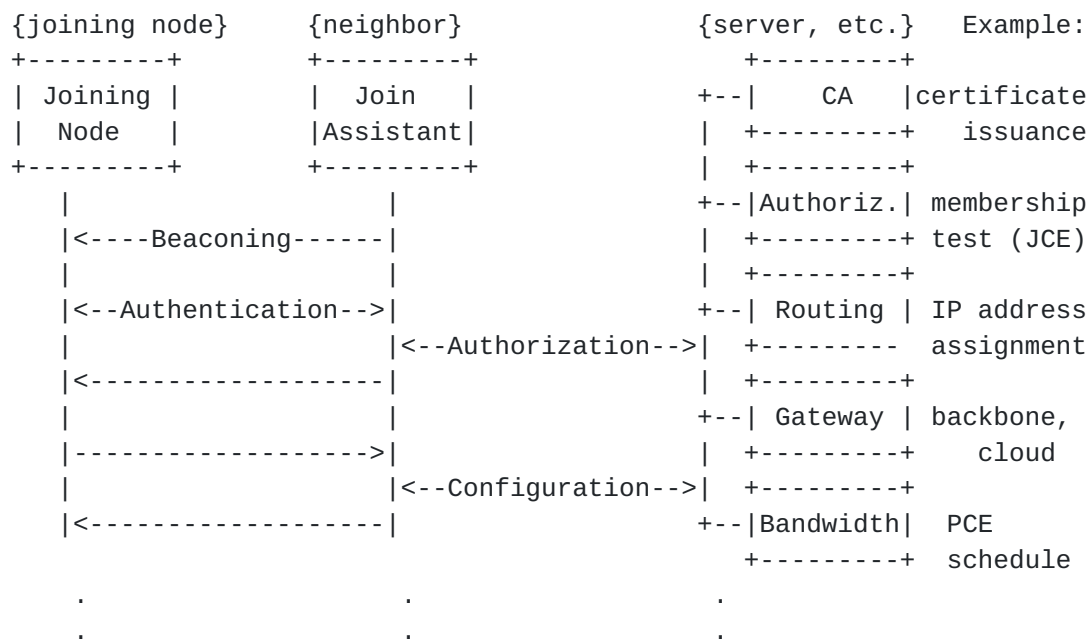 {joining node}     {neighbor}               {server, etc.}   Example:
+---------+        +---------+                 +---------+
| Joining |        |  Join   |              +--|    CA   |certificate
|  Node   |        |Assistant|              |  +---------+   issuance
+---------+        +---------+              |  +---------+
   |                    |                   +--|Authoriz.| membership
   |<----Beaconing------|                   |  +---------+ test (JCE)
   |                    |                   |  +---------+
   |<--Authentication-->|                   +--| Routing | IP address
   |                    |<--Authorization-->|  +---------  assignment
   |<-------------------|                   |  +---------+
   |                    |                   +--| Gateway | backbone,
   |------------------->|                   |  +---------+    cloud
   |                    |<--Configuration-->|  +---------+
   |<-------------------|                   +--|Bandwidth|  PCE
                                               +---------+  schedule
    .                    .                   .
    .                    .                   .